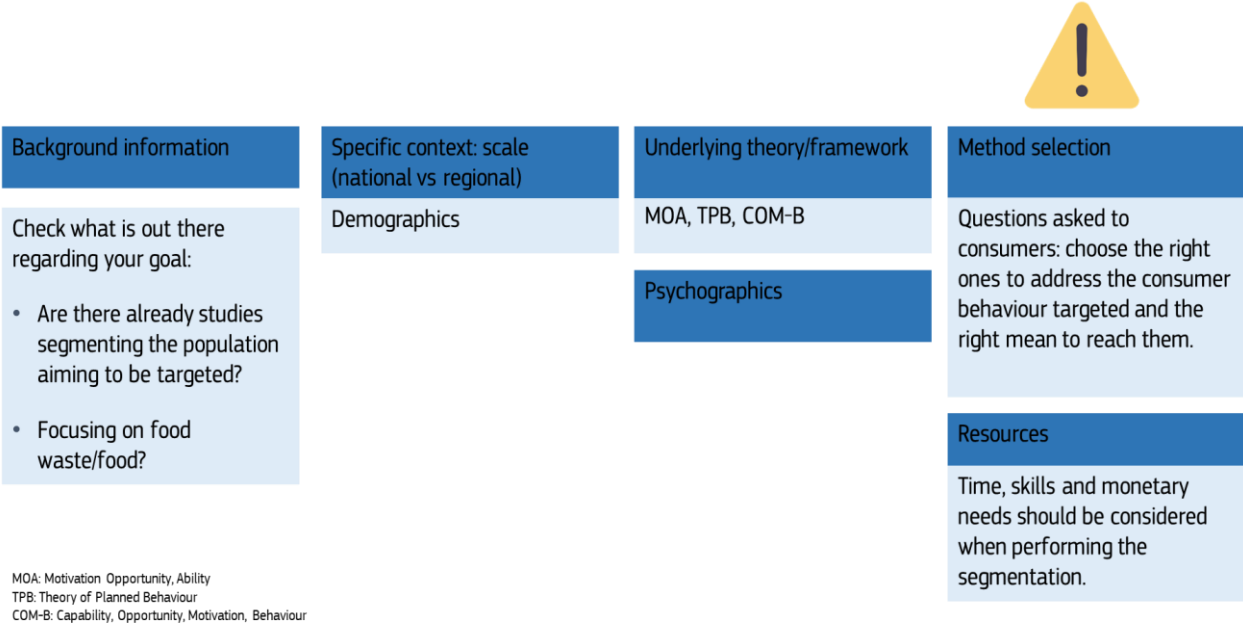 Background information
Check what is out there
regarding your goal:
• Are there already studies
segmenting the population
aiming to be targeted?
• Focusing on food
waste/food?
Specific context: scale
(national vs regional)
Demographics
Underlying theory/framework
MOA, TPB, COM-B
Psychographics
Method selection
Questions asked to
consumers: choose the right
ones to address the consumer
behaviour targeted and the
right mean to reach them.
Resources
Time, skills and monetary
needs should be considered
when performing the
segmentation.
MOA: Motivation Opportunity, Ability
TPB: Theory of Planned Behaviour
COM-B: Capability, Opportunity, Motivation, Behaviour